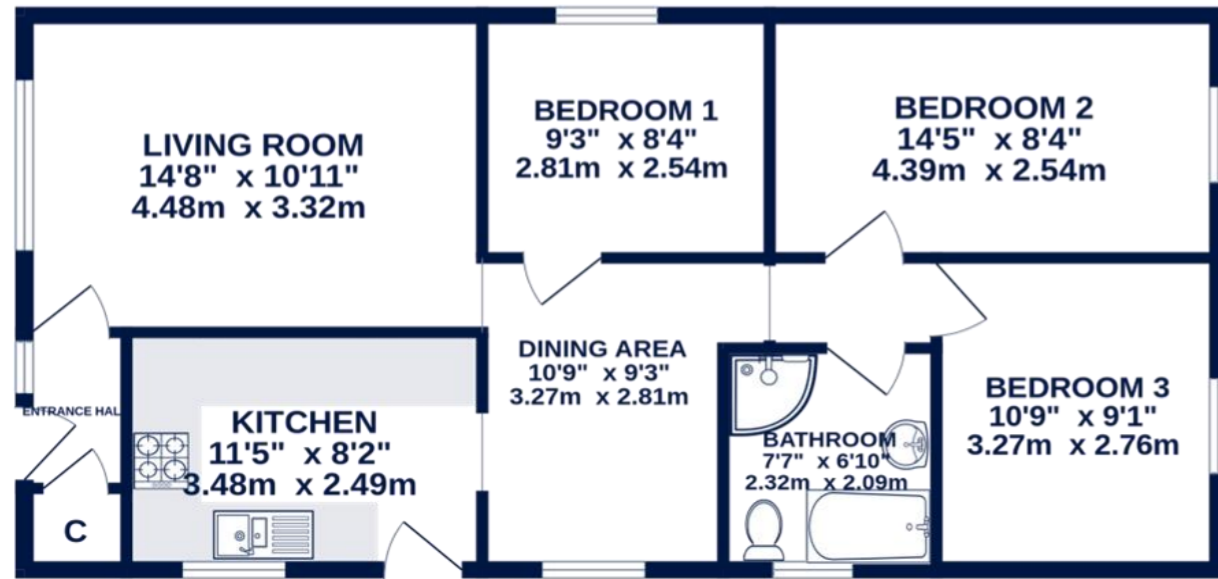 LIVING ROOM
14'8" x 10'11"
4.48m x 3.32m
BEDROOM 1
9'3" x 8'4"
2.81m x 2.54m
BEDROOM 2
14'5" x 8'4"
4.39m x 2.54m
DINING AREA
10'9" x 9'3"
3.27m x 2.81m
BEDROOM 3
10'9" x 9'1"
3.27m x 2.76m
ENTRANCE HAL
KITCHEN
11'5" x 8'2"
3.48m x 2.49m
BATHROOM
7'7" x 6'10"
2.32m x 2.09m
C